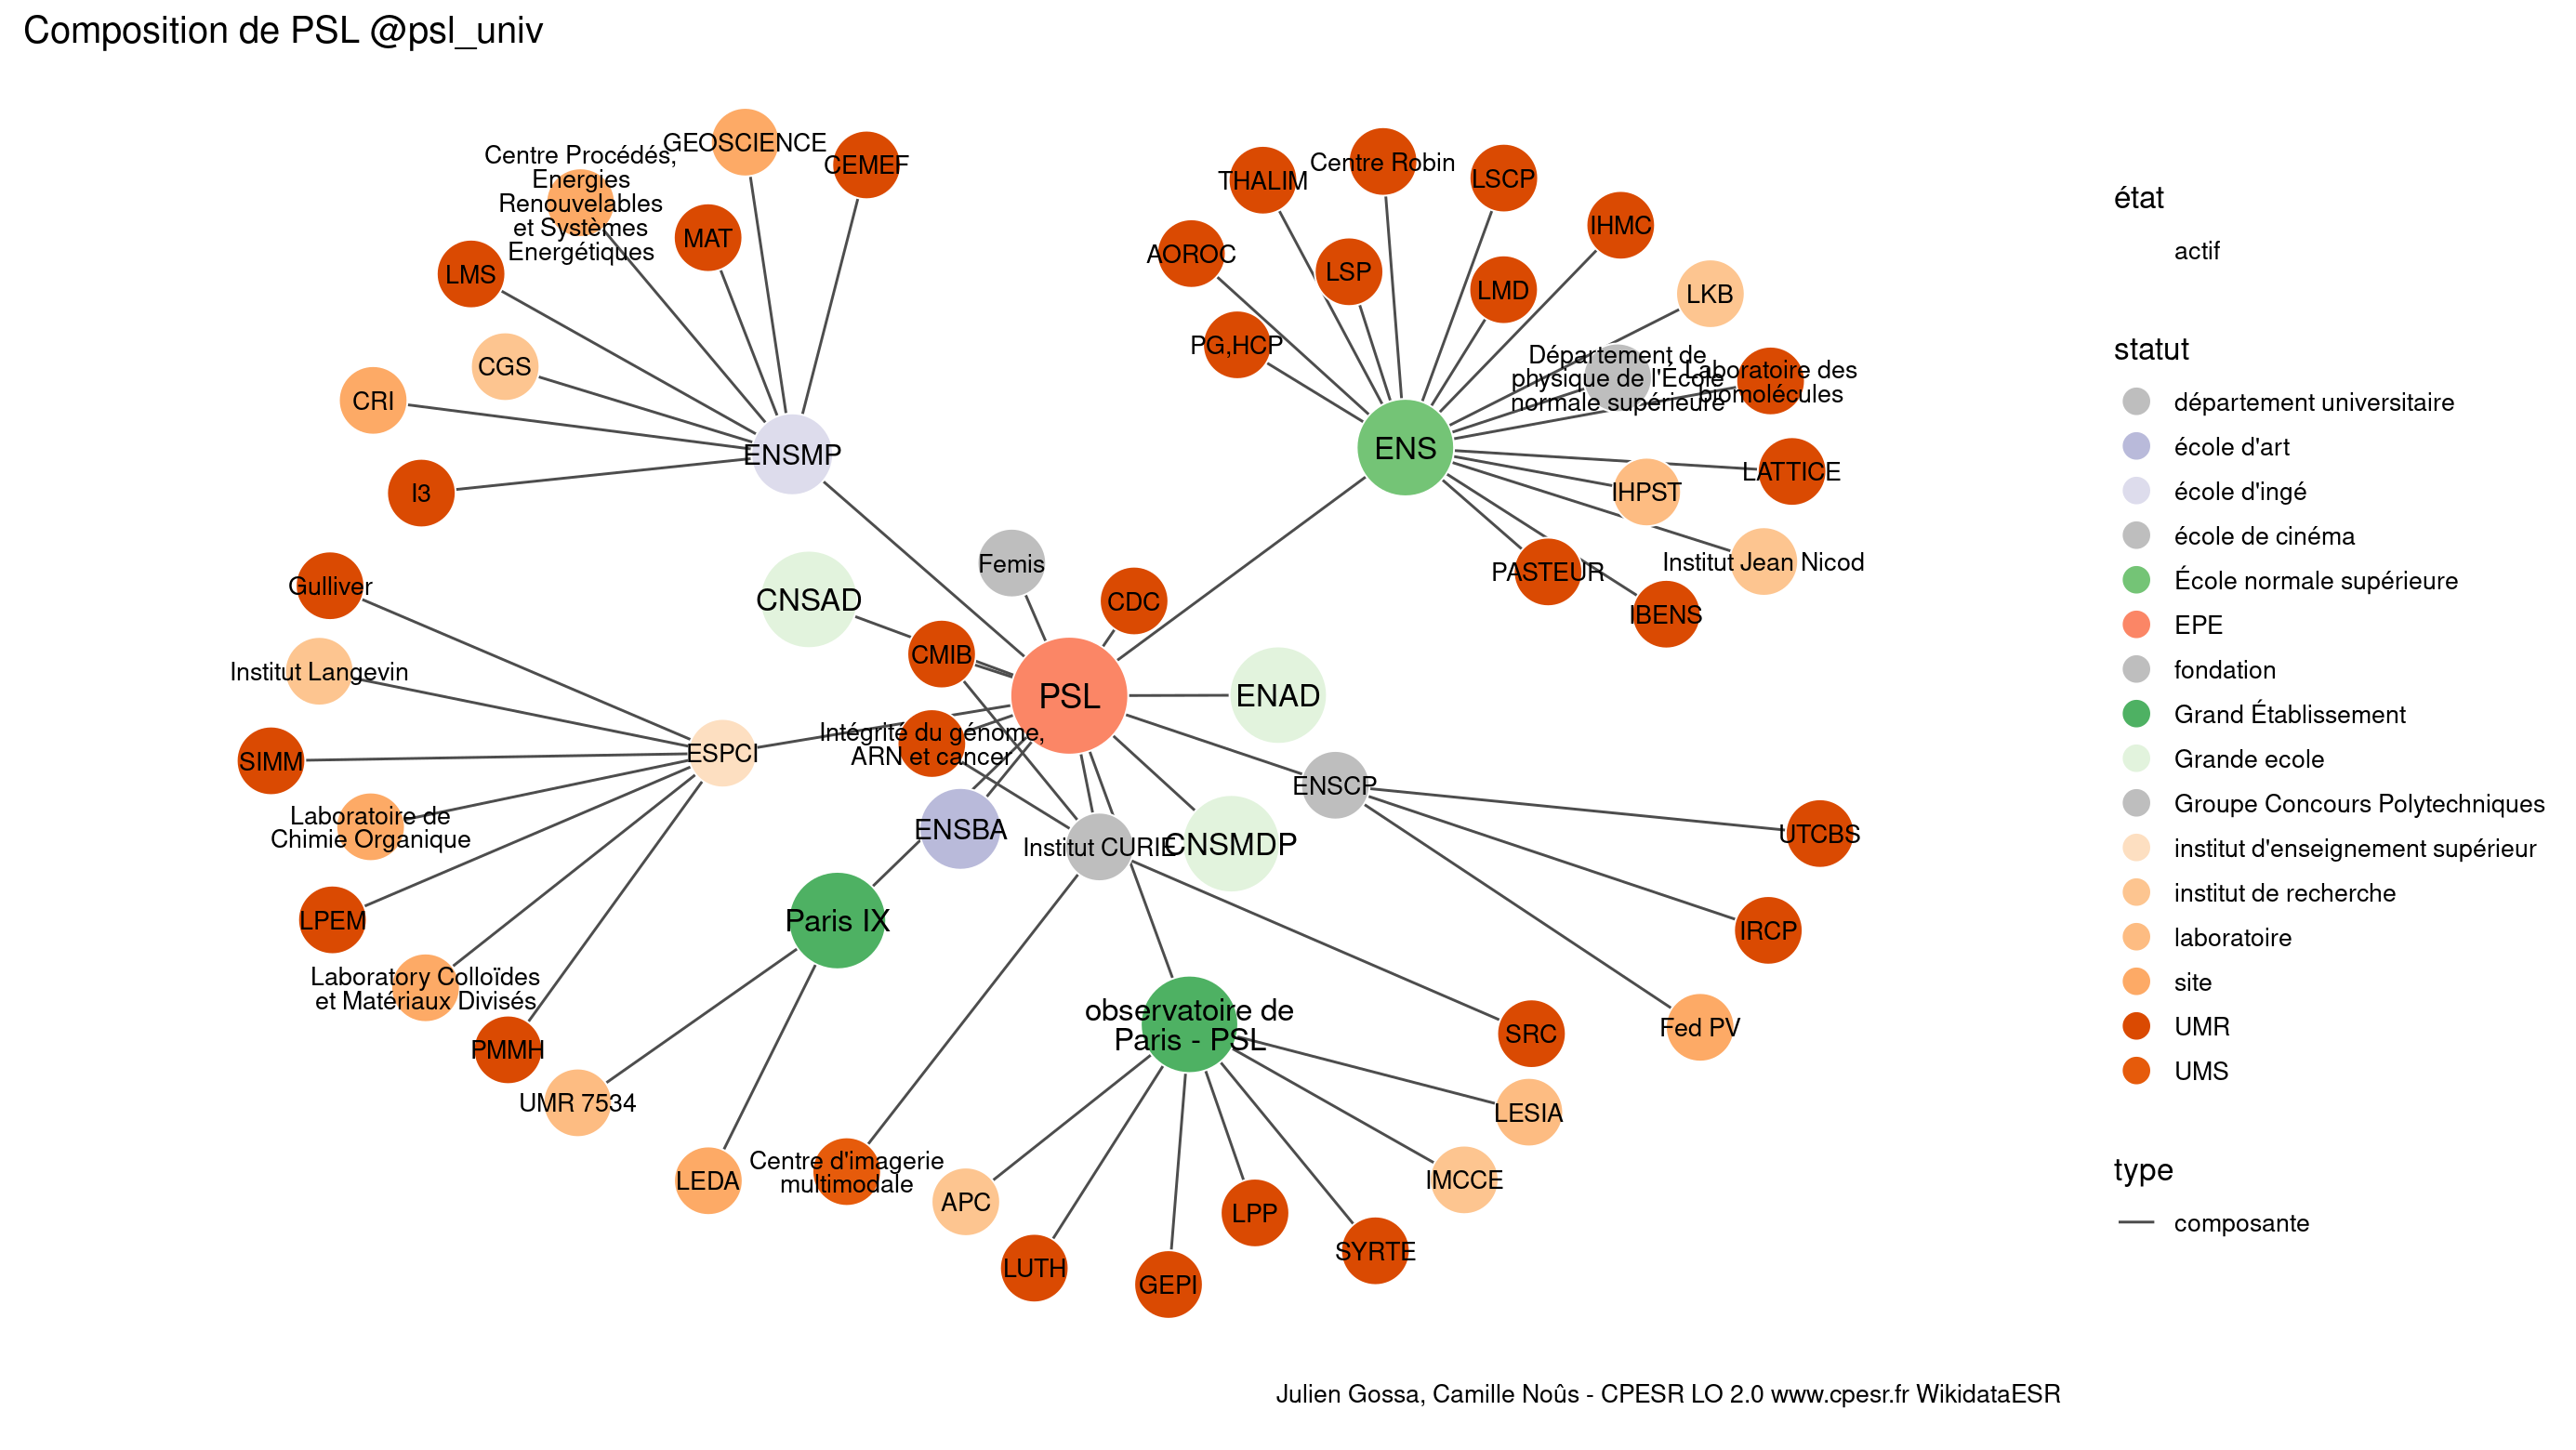 Composition de PSL @psl_univ
GEOSCIENCE
Centre Procédés,
Energies
Renouvelables
et Systèmes
Energétiques
CEMEF
MAT
LMS
CGS
CRI
I3
ENSMP
THALIM
Centre Robin
LSCP
IHMC
AOROC
LSP
LMD
LKB
PG,HCP
Département de
physique de l'École
normale supérieure
Laboratoire des
biomolécules
ENS
LATTICE
IHPST
Institut Jean Nicod
PASTEUR
IBENS
Femis
CDC
CNSAD
CMIB
PSL
ENAD
Gulliver
Institut Langevin
SIMM
ESPCI
Intégrité du génome,
ARN et cancer
Laboratoire de
Chimie Organique
ENSCP
ENSBA
Institut CURIE
CNSMDP
UTCBS
LPEM
Paris IX
IRCP
Laboratory Colloïdes
et Matériaux Divisés
observatoire de
Paris - PSL
SRC
Fed PV
PMMH
UMR 7534
LESIA
LEDA
Centre d'imagerie
multimodale
APC
IMCCE
LPP
LUTH
GEPI
SYRTE
état
actif
statut
département universitaire
école d'art
école d'ingé
école de cinéma
École normale supérieure
EPE
fondation
Grand Établissement
Grande ecole
Groupe Concours Polytechniques
institut d'enseignement supérieur
institut de recherche
laboratoire
site
UMR
UMS
type
composante
Julien Gossa, Camille Noûs - CPESR LO 2.0 www.cpesr.fr WikidataESR